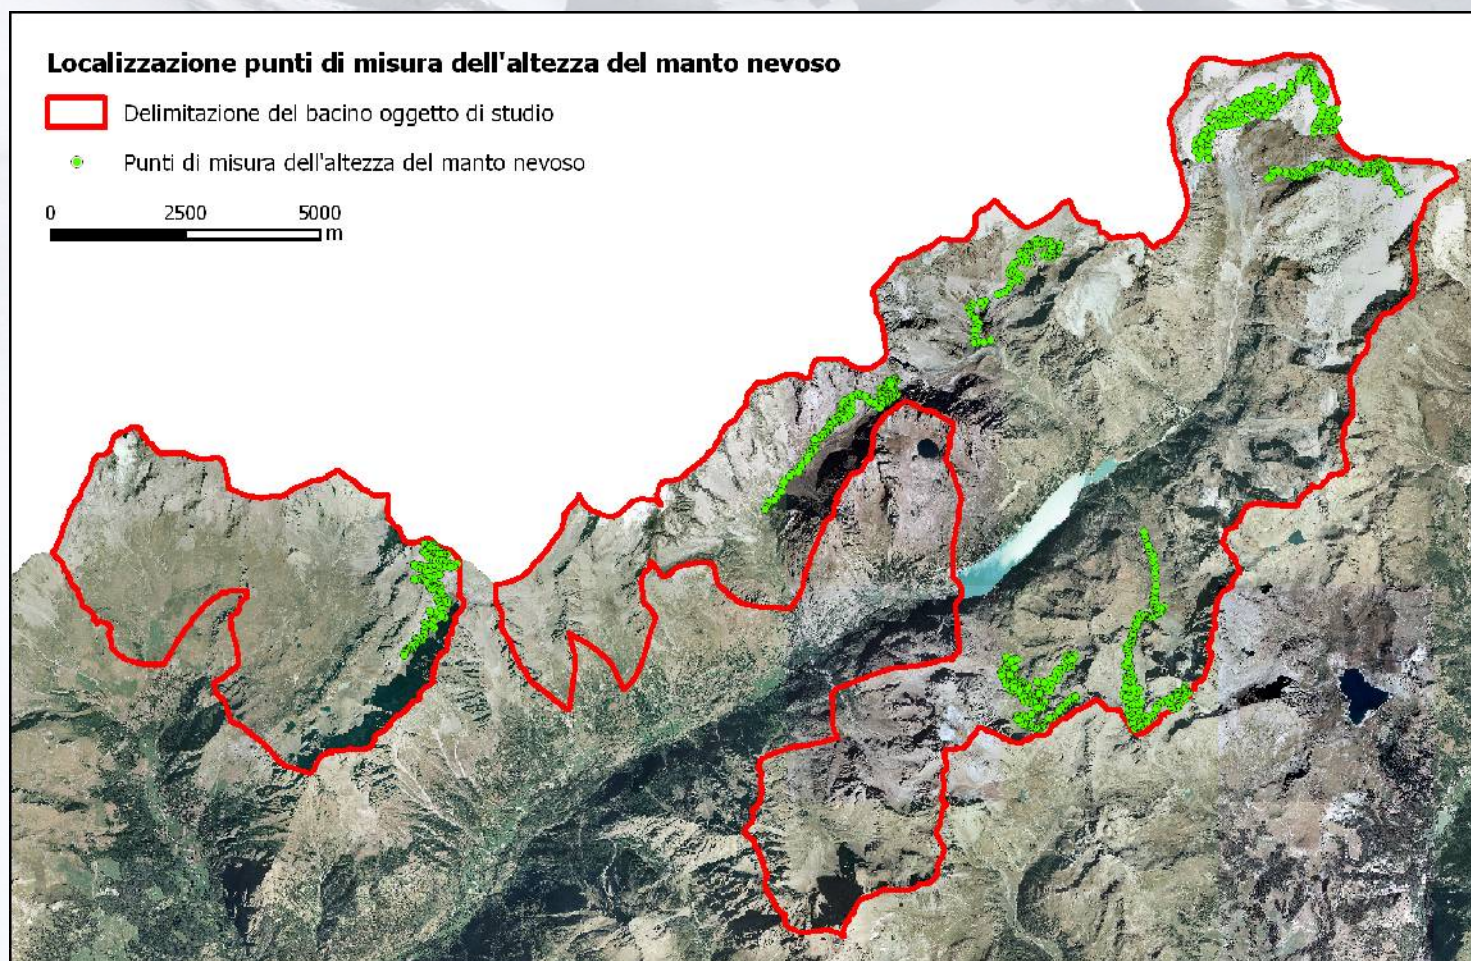 Localizzazione punti di misura dell'altezza del manto nevoso
Delimitazione del bacino oggetto di studio
Punti di misura dell'altezza del manto nevoso
0 2500 5000
m